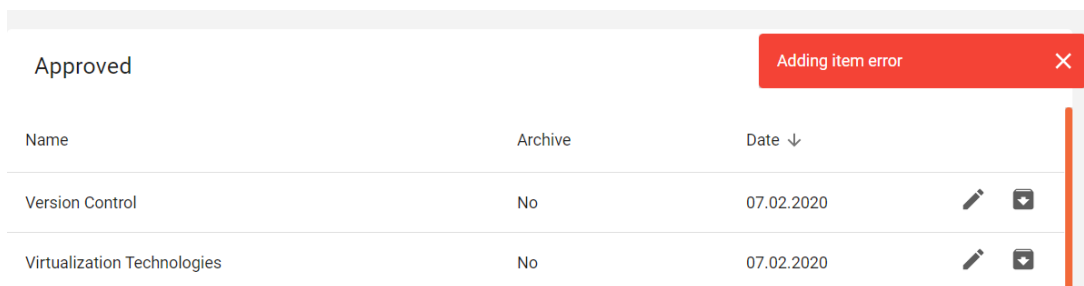 Approved
Adding item error
Name Archive Date
Version Control No 07.02.2020
Virtualization Technologies No 07.02.2020